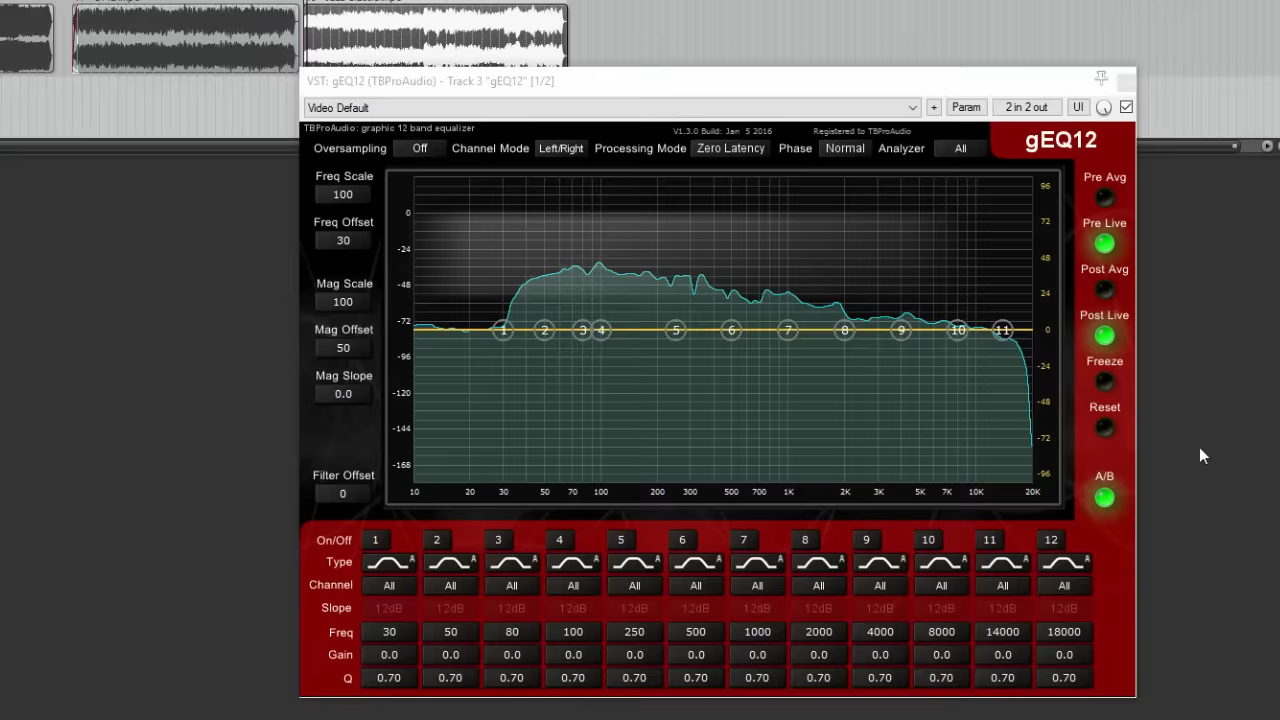 VST: gEQ12 (TBProAudio) - Track 3 "gEQ12" [1/2]
Video Default + Param 2 in 2 out UI
TBProAudio: graphic 12 band equalizer V1.3.0 Build: Jan 5 2016 Registered to TBProAudio
gEQ12
Oversampling Off Channel Mode Left/Right Processing Mode Zero Latency Phase Normal Analyzer All
Freq Scale
100
Freq Offset
30
Mag Scale
100
Mag Offset
50
Mag Slope
0.0
Filter Offset
0
0
-24
-48
-72
-96
-120
-144
-168
1 2 3 4 5 6 7 8 9 10 11
96
72
48
24
0
-24
-48
-72
-96
10 20 30 50 70 100 200 300 500 700 1K 2K 3K 5K 7K 10K 20K
Pre Avg
Pre Live
Post Avg
Post Live
Freeze
Reset
A/B
On/Off 1 2 3 4 5 6 7 8 9 10 11 12
Type A A A A A A A A A A A A
Channel All All All All All All All All All All All All
Slope 12dB 12dB 12dB 12dB 12dB 12dB 12dB 12dB 12dB 12dB 12dB 12dB
Freq 30 50 80 100 250 500 1000 2000 4000 8000 14000 18000
Gain 0.0 0.0 0.0 0.0 0.0 0.0 0.0 0.0 0.0 0.0 0.0 0.0
Q 0.70 0.70 0.70 0.70 0.70 0.70 0.70 0.70 0.70 0.70 0.70 0.70